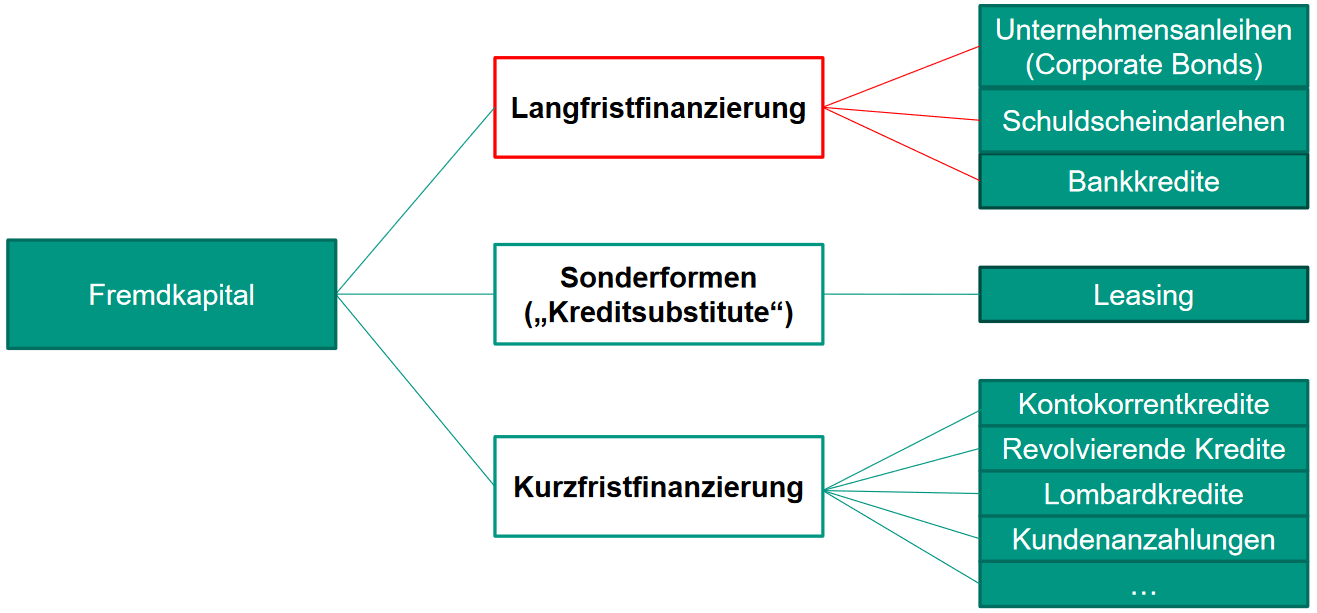 Fremdkapital
Langfristfinanzierung
Unternehmensanleihen
(Corporate Bonds)
Schuldscheindarlehen
Bankkredite
Sonderformen
(„Kreditsubstitute“)
Leasing
Kurzfristfinanzierung
Kontokorrentkredite
Revolvierende Kredite
Lombardkredite
Kundenanzahlungen
…